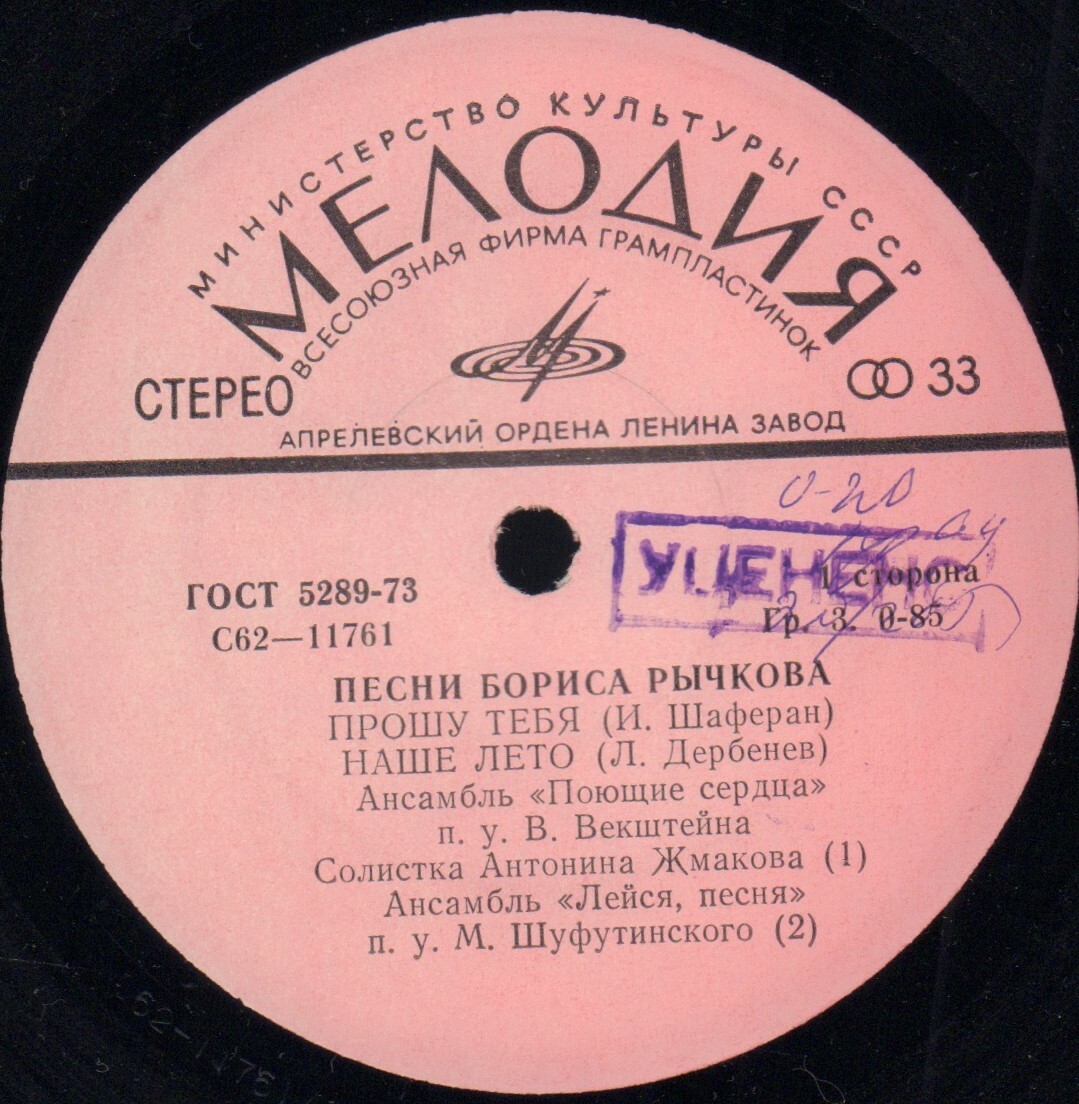 МИНИСТЕРСТВО КУЛЬТУРЫ СССР
МЕЛОДИЯ
ВСЕСОЮЗНАЯ ФИРМА ГРАМПЛАСТИНОК
СТЕРЕО
33
АПРЕЛЕВСКИЙ ОРДЕНА ЛЕНИНА ЗАВОД
0-20
УЦЕНЕНО
ГОСТ 5289-73
1 сторона
С62—11761
Гр. 3. 0-85
ПЕСНИ БОРИСА РЫЧКОВА
ПРОШУ ТЕБЯ (И. Шаферан)
НАШЕ ЛЕТО (Л. Дербенев)
Ансамбль «Поющие сердца»
п. у. В. Векштейна
Солистка Антонина Жмакова (1)
Ансамбль «Лейся, песня»
п. у. М. Шуфутинского (2)